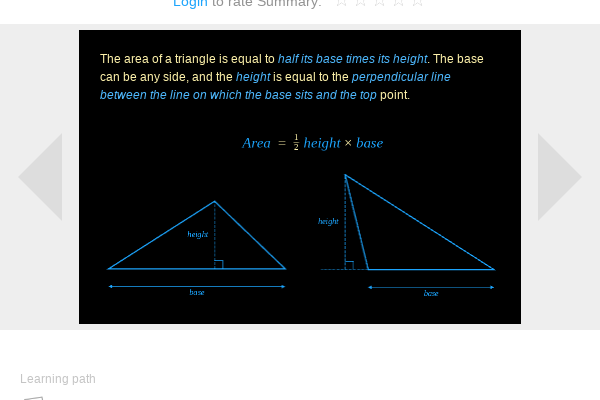 Login to rate Summary:
The area of a triangle is equal to half its base times its height. The base
can be any side, and the height is equal to the perpendicular line
between the line on which the base sits and the top point.
Area = 1/2 height × base
height
base
height
base
Learning path